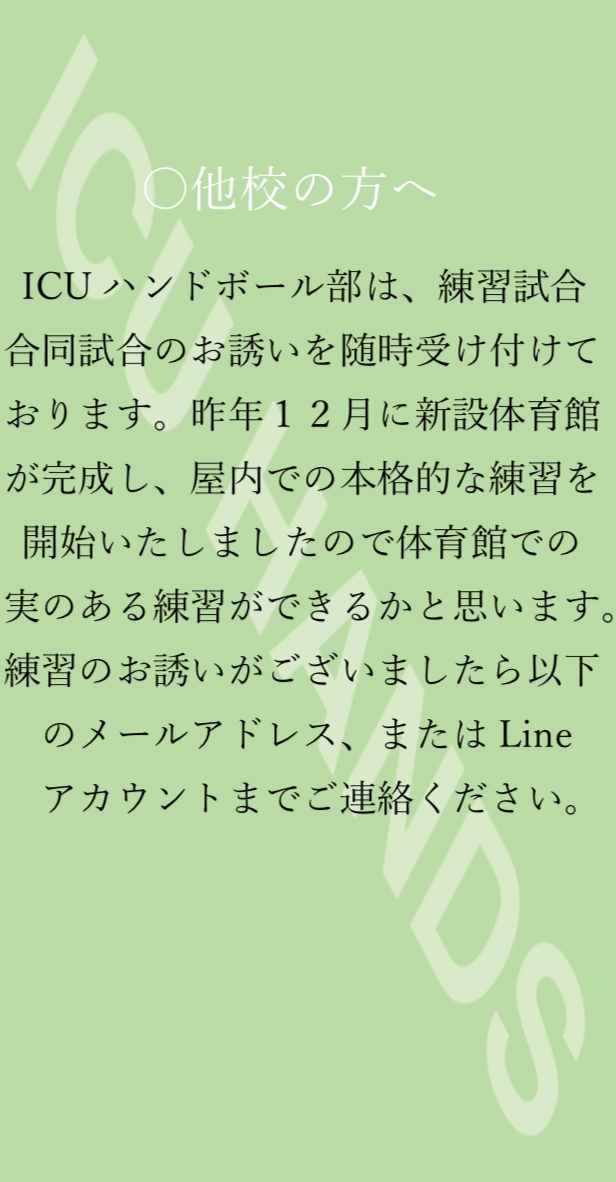 〇他校の方へ
ICUハンドボール部は、練習試合
合同試合のお誘いを随時受け付けて
おります。昨年１２月に新設体育館
が完成し、屋内での本格的な練習を
開始いたしましたので体育館での
実のある練習ができるかと思います。
練習のお誘いがございましたら以下
のメールアドレス、または Line
アカウントまでご連絡ください。
ICU HANDS